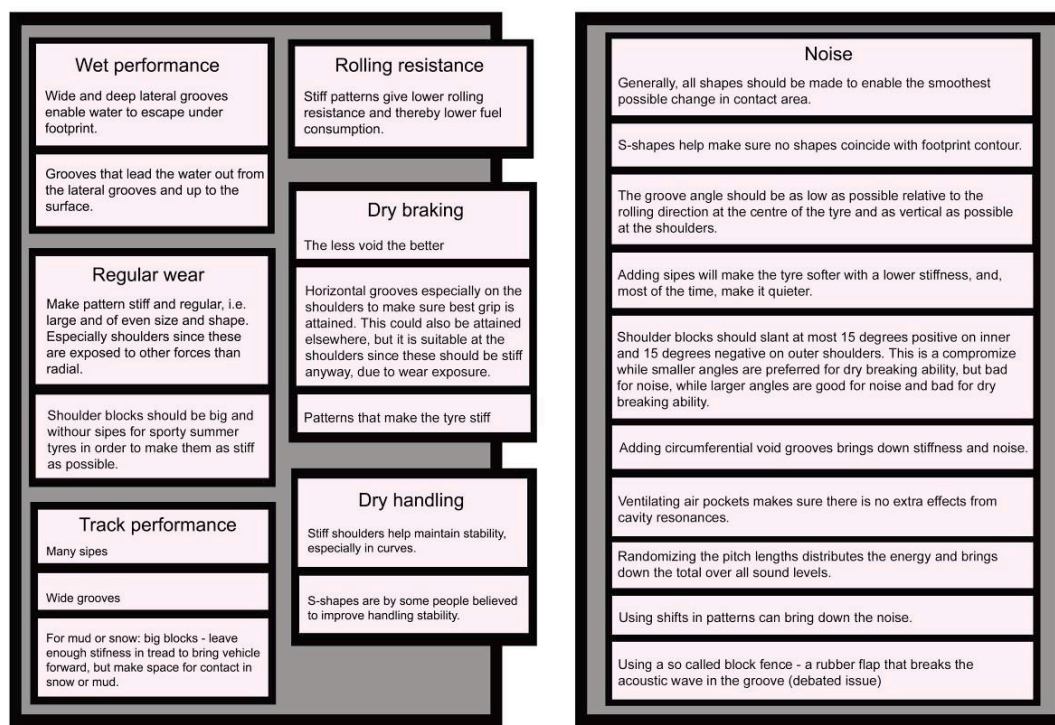 Wet performance
Wide and deep lateral grooves
enable water to escape under
footprint.
Grooves that lead the water out from
the lateral grooves and up to the
surface.
Regular wear
Make pattern stiff and regular, i.e.
large and of even size and shape.
Especially shoulders since these
are exposed to other forces than
radial.
Shoulder blocks should be big and
withour sipes for sporty summer
tyres in order to make them as stiff
as possible.
Track performance
Many sipes
Wide grooves
For mud or snow: big blocks - leave
enough stifness in tread to bring vehicle
forward, but make space for contact in
snow or mud.
Rolling resistance
Stiff patterns give lower rolling
resistance and thereby lower fuel
consumption.
Dry braking
The less void the better
Horizontal grooves especially on the
shoulders to make sure best grip is
attained. This could also be attained
elsewhere, but it is suitable at the
shoulders since these should be stiff
anyway, due to wear exposure.
Patterns that make the tyre stiff
Dry handling
Stiff shoulders help maintain stability,
especially in curves.
S-shapes are by some people believed
to improve handling stability.
Noise
Generally, all shapes should be made to enable the smoothest
possible change in contact area.
S-shapes help make sure no shapes coincide with footprint contour.
The groove angle should be as low as possible relative to the
rolling direction at the centre of the tyre and as vertical as possible
at the shoulders.
Adding sipes will make the tyre softer with a lower stiffness, and,
most of the time, make it quieter.
Shoulder blocks should slant at most 15 degrees positive on inner
and 15 degrees negative on outer shoulders. This is a compromize
while smaller angles are preferred for dry breaking ability, but bad
for noise, while larger angles are good for noise and bad for dry
breaking ability.
Adding circumferential void grooves brings down stiffness and noise.
Ventilating air pockets makes sure there is no extra effects from
cavity resonances.
Randomizing the pitch lengths distributes the energy and brings
down the total over all sound levels.
Using shifts in patterns can bring down the noise.
Using a so called block fence - a rubber flap that breaks the
acoustic wave in the groove (debated issue)